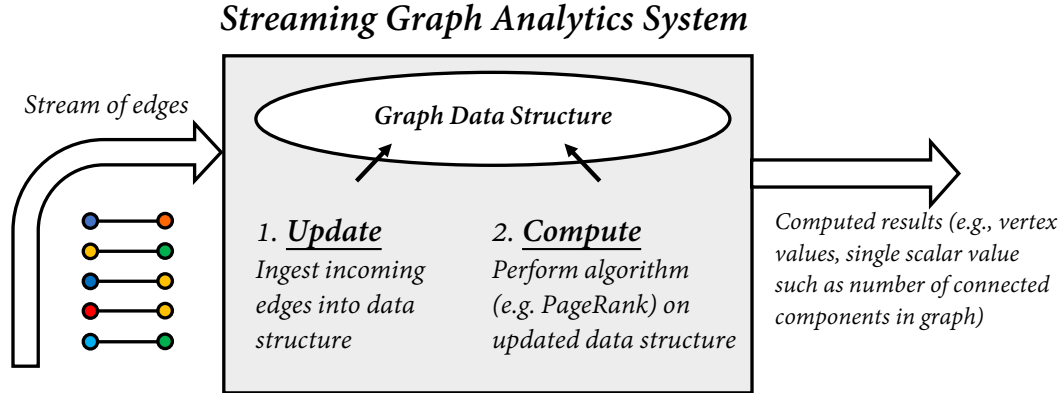 Streaming Graph Analytics System
Stream of edges
Graph Data Structure
1. Update
Ingest incoming
edges into data
structure
2. Compute
Perform algorithm
(e.g. PageRank) on
updated data structure
Computed results (e.g., vertex
values, single scalar value
such as number of connected
components in graph)